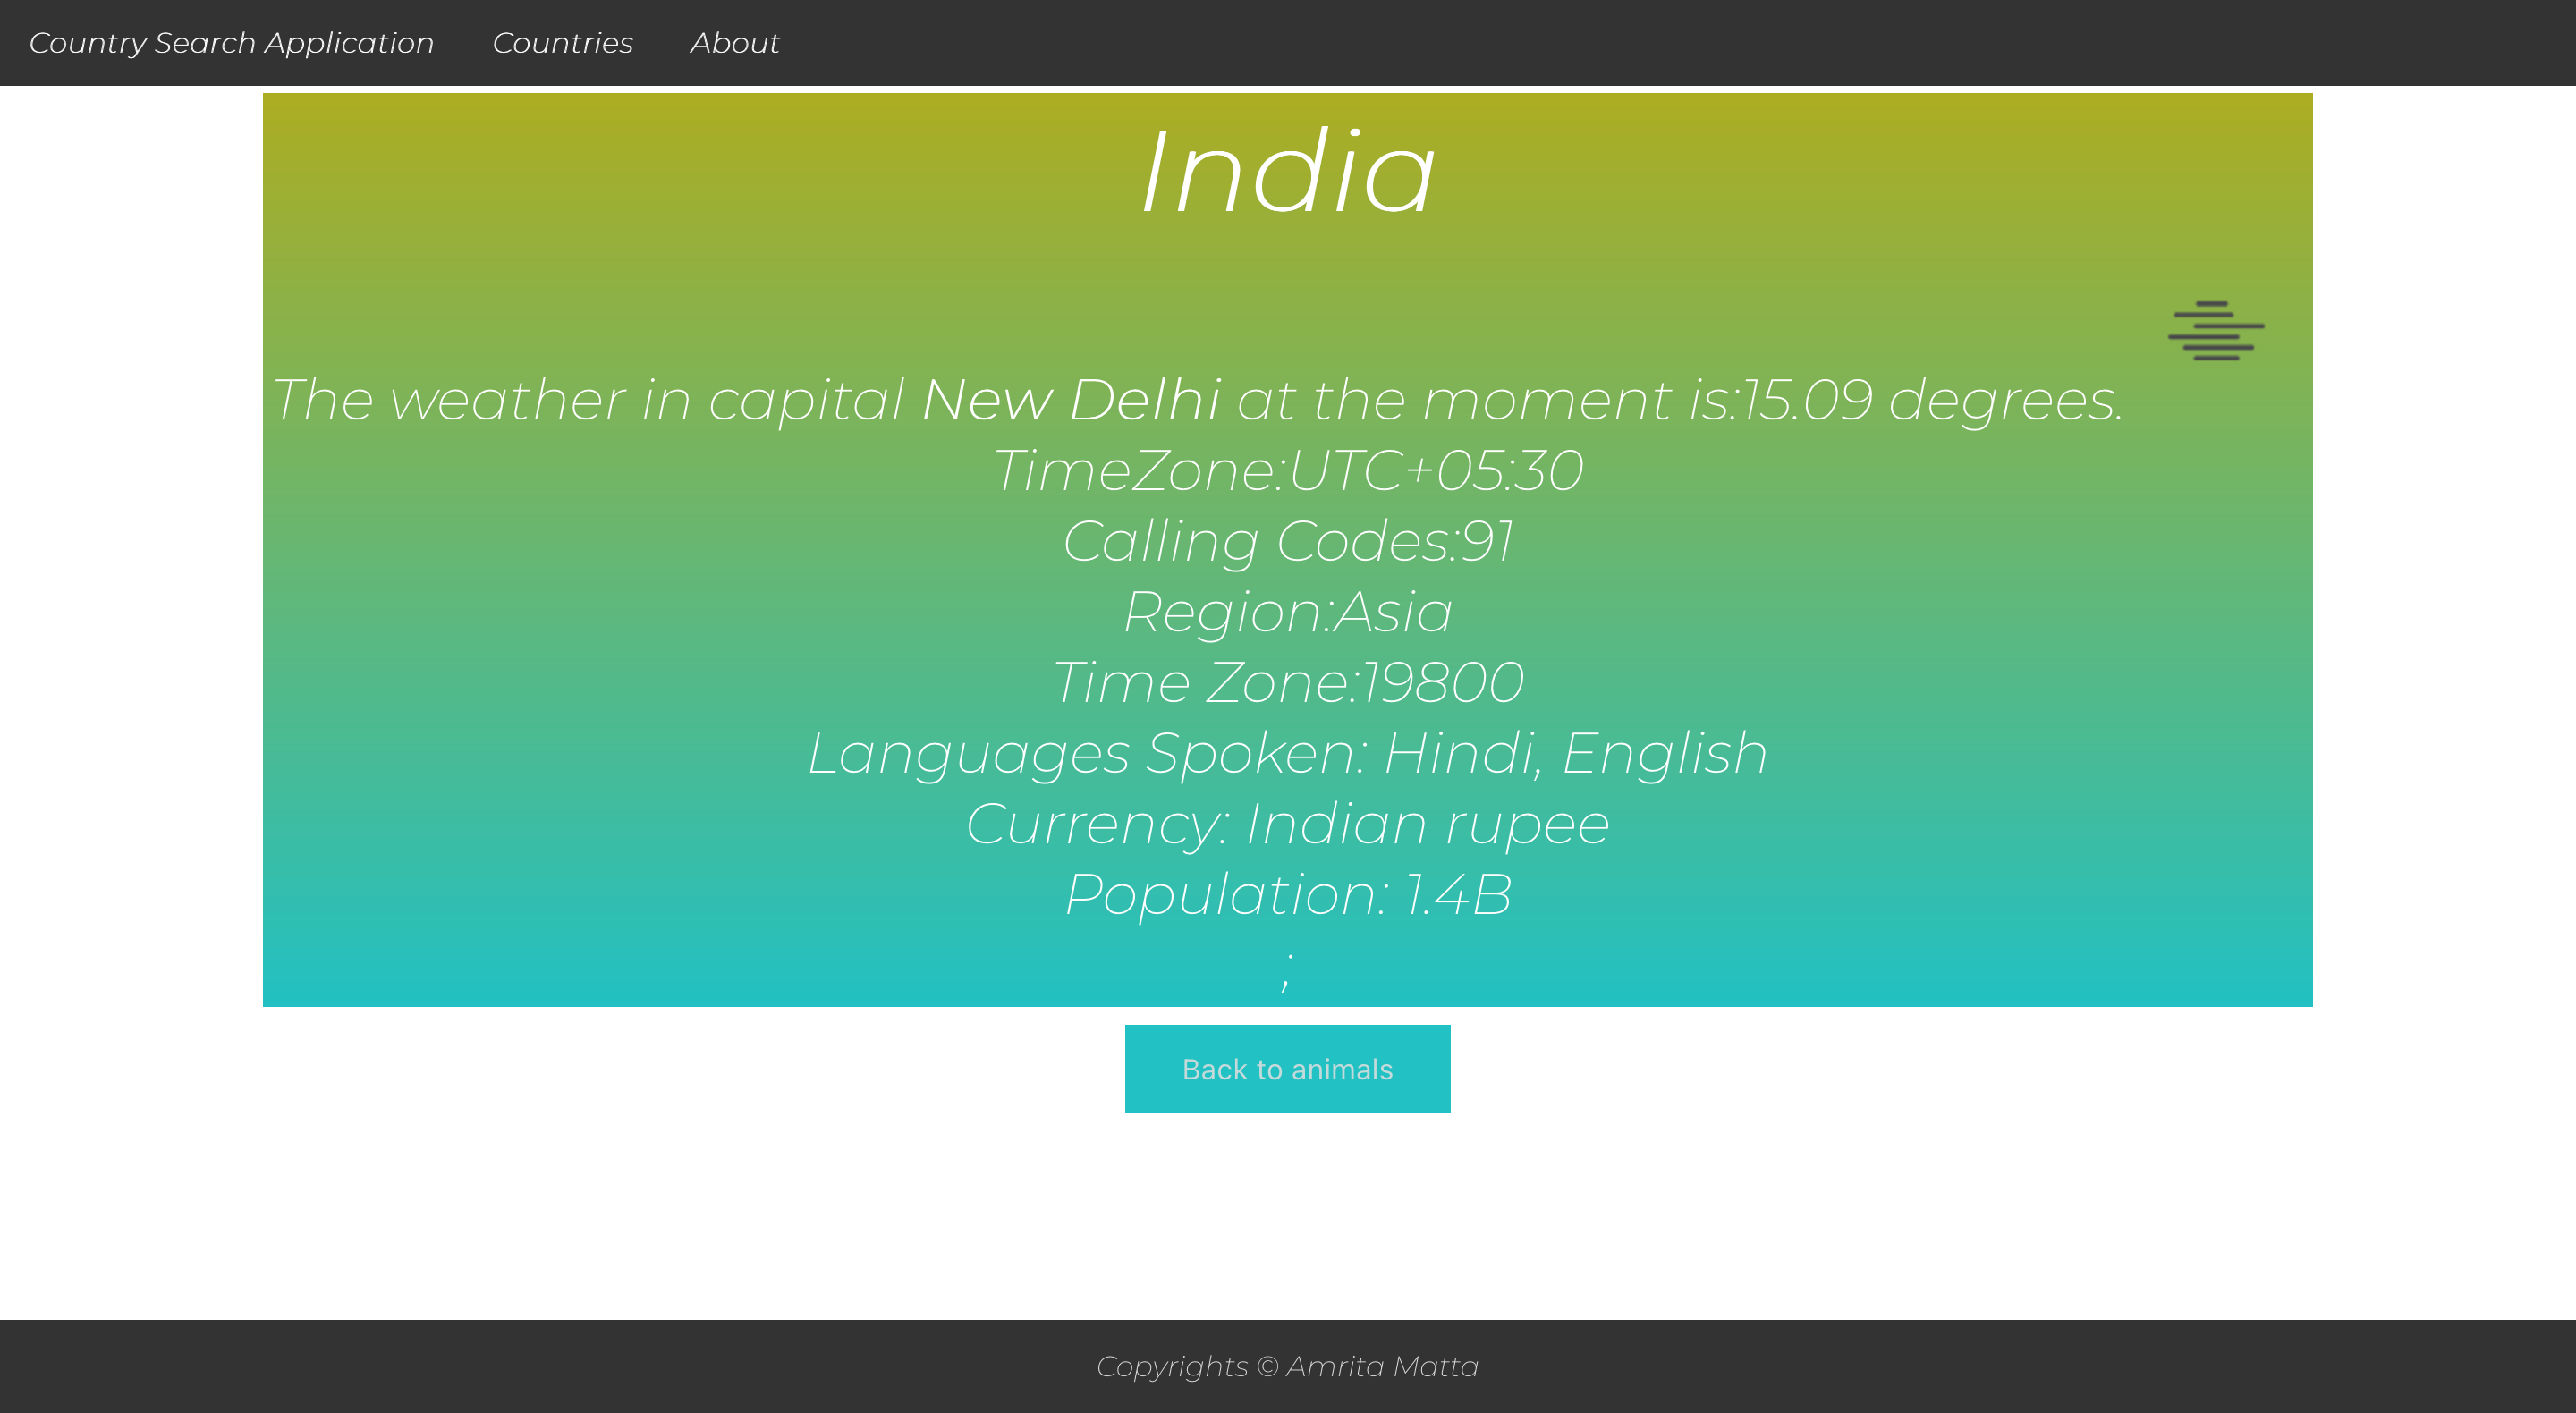 Country Search Application Countries About
India
The weather in capital New Delhi at the moment is:15.09 degrees.
TimeZone:UTC+05:30
Calling Codes:91
Region:Asia
Time Zone:19800
Languages Spoken: Hindi, English
Currency: Indian rupee
Population: 1.4B
;
Back to animals
Copyrights © Amrita Matta